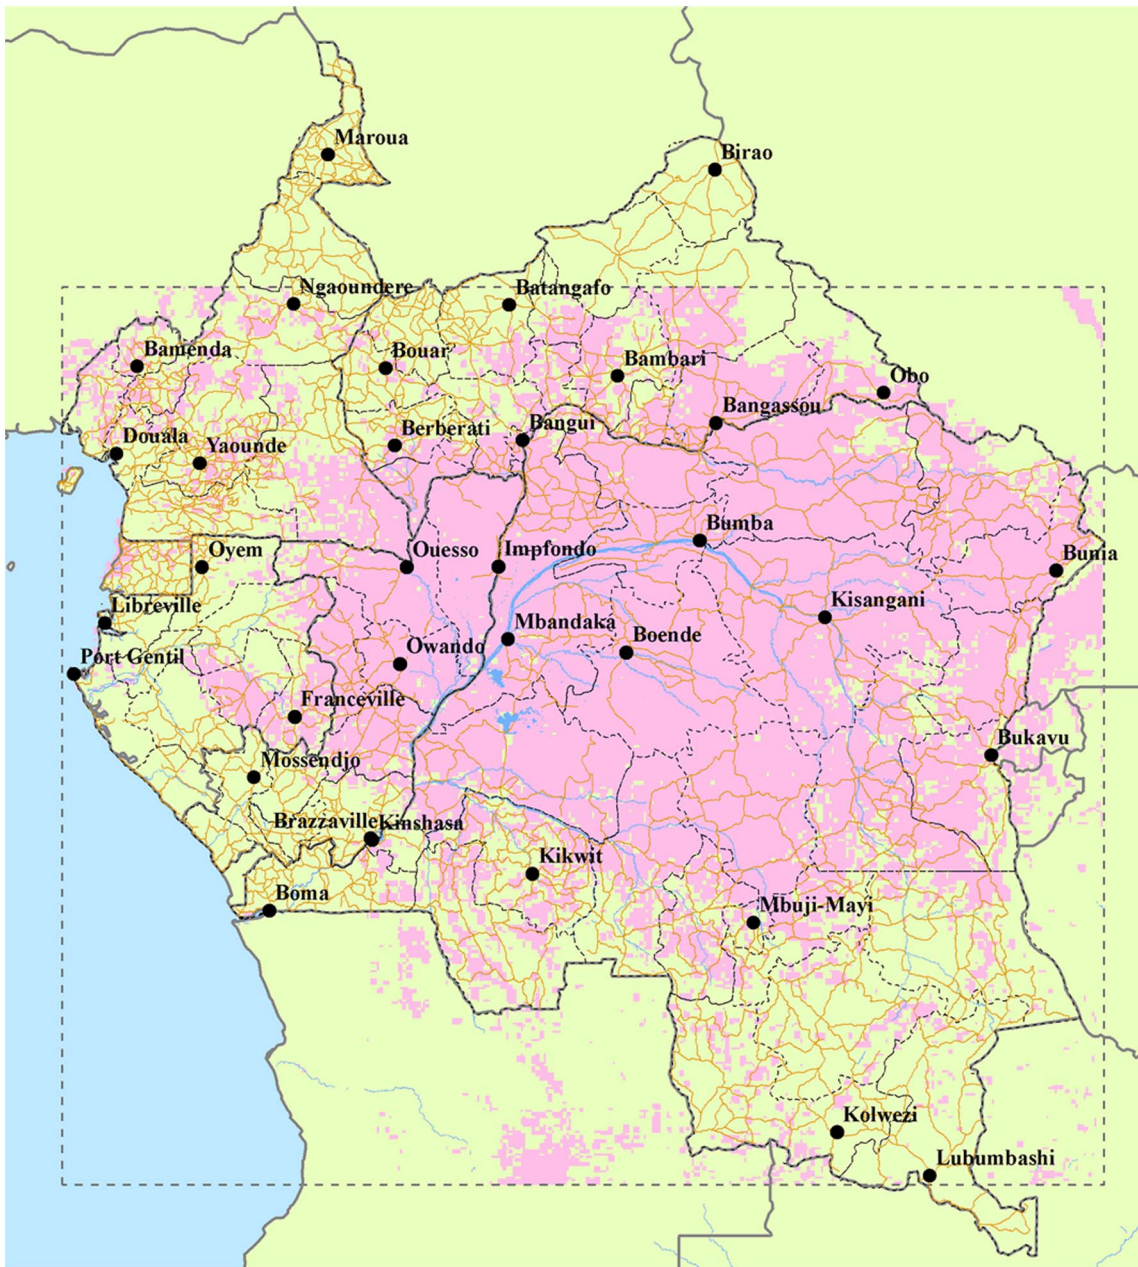 Maroua
Birao
Ngaoundere
Batangafo
Bamenda
Bouar
Bambari
Obo
Bangassou
Douala
Yaounde
Berberati
Bangui
Bumba
Oyem
Ouesso
Impfondo
Bunia
Libreville
Kisangani
Mbandaka
Boende
Port Gentil
Owando
Franceville
Bukavu
Mossendjo
Brazzaville
Kinshasa
Kikwit
Boma
Mbuji-Mayi
Kolwezi
Lubumbashi